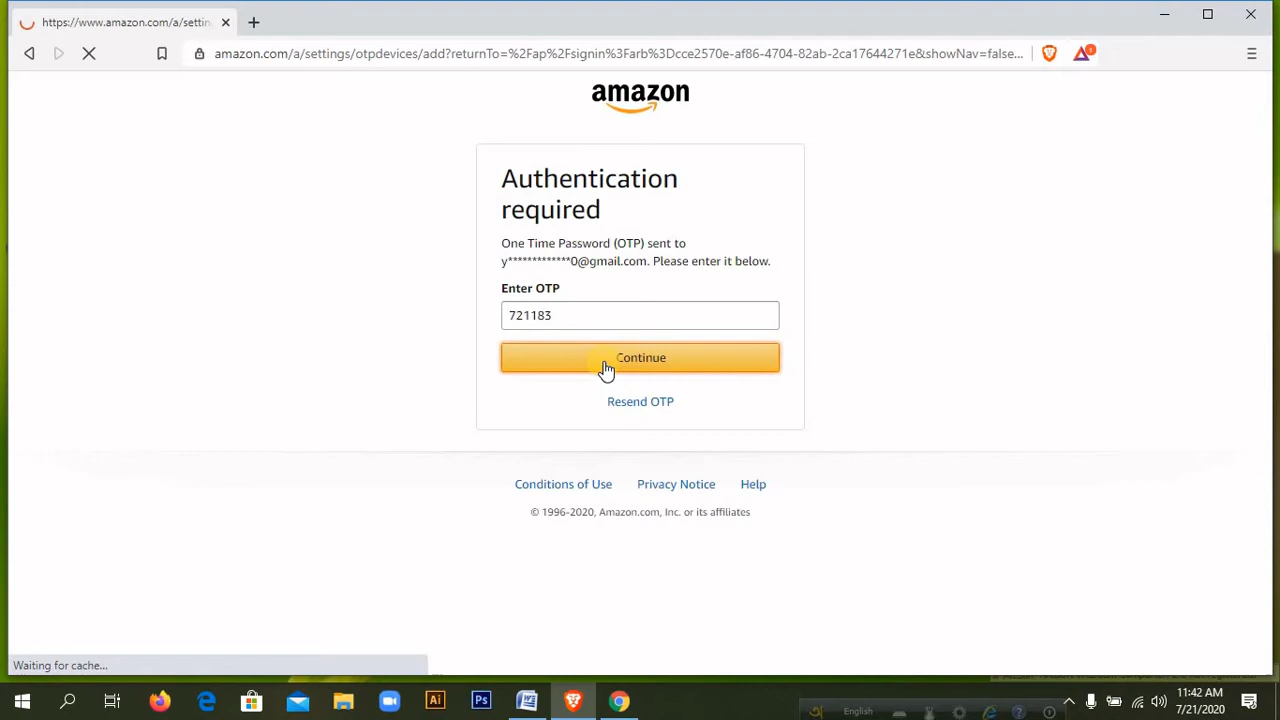 https://www.amazon.com/a/settin
amazon.com/a/settings/otpdevices/add?returnTo=%2Fap%2Fsignin%3Farb%3Dcce2570e-af86-4704-82ab-2ca17644271e&showNav=false...
1
amazon
Authentication
required
One Time Password (OTP) sent to
y*************0@gmail.com. Please enter it below.
Enter OTP
721183
Continue
Resend OTP
Conditions of Use Privacy Notice Help
© 1996-2020, Amazon.com, Inc. or its affiliates
Waiting for cache...
Ai Ps
English
11:42 AM
7/21/2020